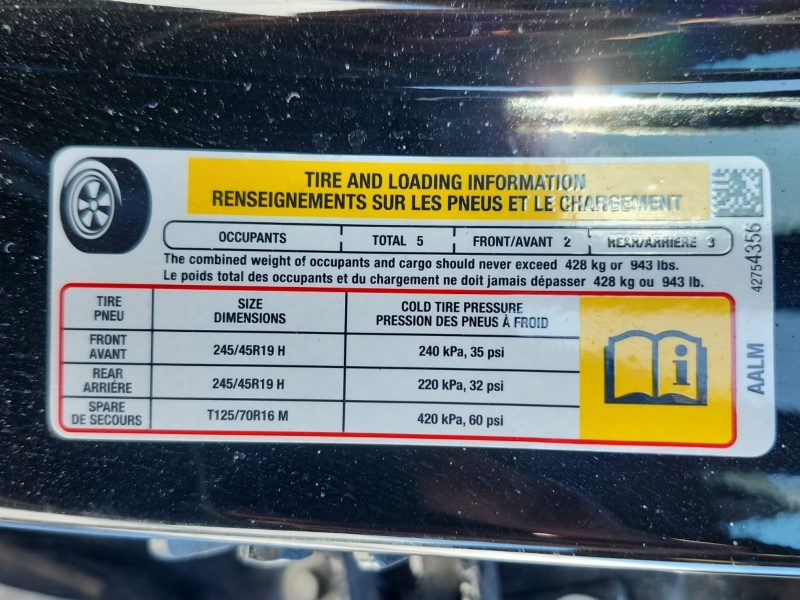 TIRE AND LOADING INFORMATION
RENSEIGNEMENTS SUR LES PNEUS ET LE CHARGEMENT
OCCUPANTS TOTAL 5 FRONT/AVANT 2 REAR/ARRIÈRE 3
The combined weight of occupants and cargo should never exceed 428 kg or 943 lbs.
Le poids total des occupants et du chargement ne doit jamais dépasser 428 kg ou 943 lb.
TIRE PNEU
SIZE DIMENSIONS
COLD TIRE PRESSURE PRESSION DES PNEUS À FROID
FRONT AVANT 245/45R19 H 240 kPa, 35 psi
REAR ARRIÉRE 245/45R19 H 220 kPa, 32 psi
SPARE DE SECOURS T125/70R16 M 420 kPa, 60 psi
42754356
AALM